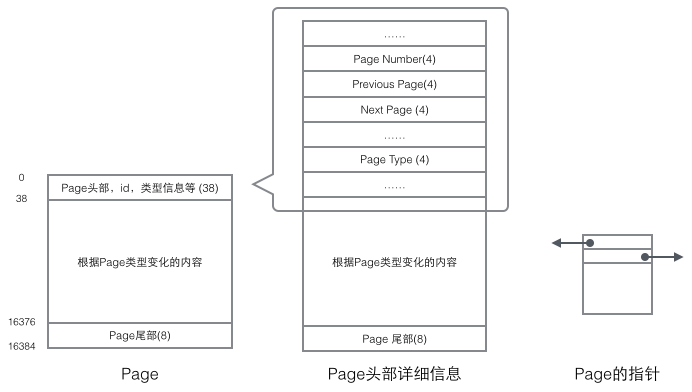 0
Page头部，id，类型信息等 (38)
38
根据Page类型变化的内容
16376
Page尾部(8)
16384
Page
……
Page Number(4)
Previous Page(4)
Next Page (4)
……
Page Type (4)
……
根据Page类型变化的内容
Page 尾部(8)
Page头部详细信息
Page的指针